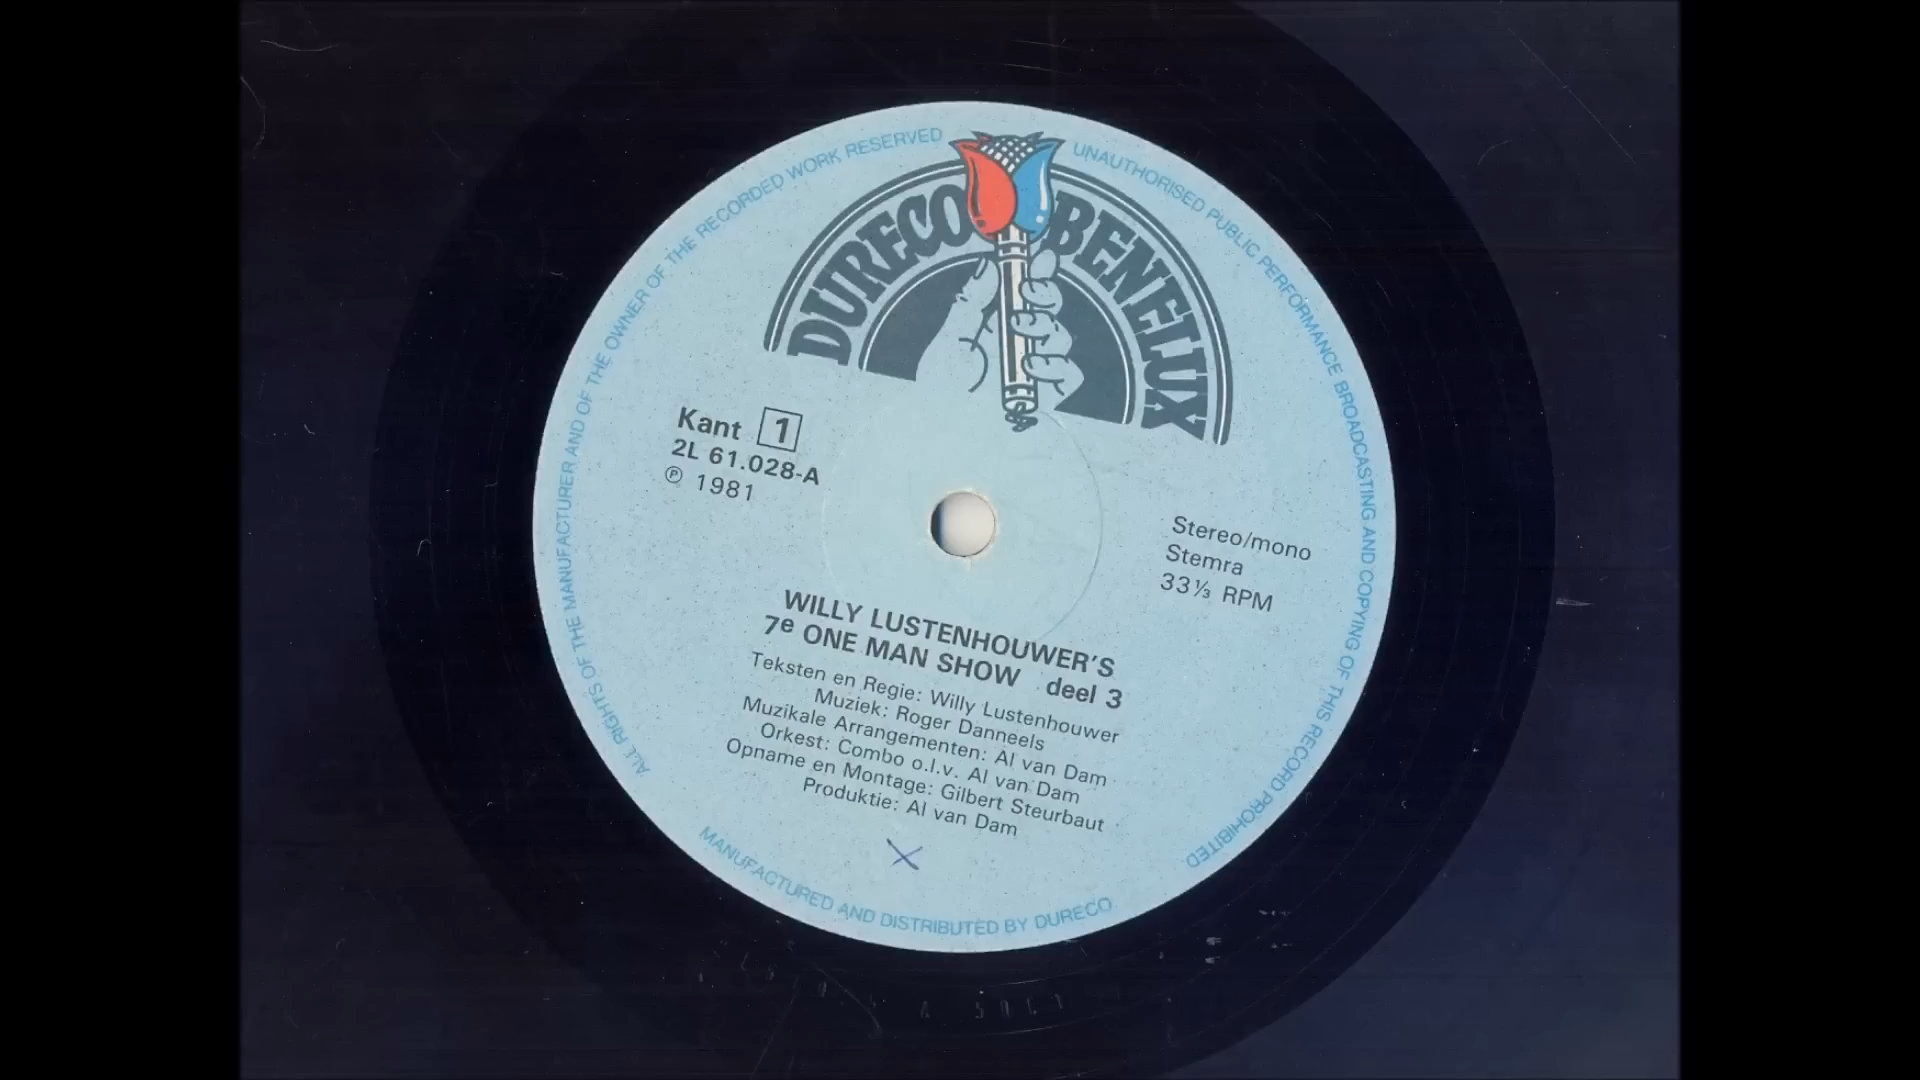 ALL RIGHTS OF THE MANUFACTURER AND OF THE OWNER OF THE RECORDED WORK RESERVED
UNAUTHORISED PUBLIC PERFORMANCE BROADCASTING AND COPYING OF THIS RECORD PROHIBITED
DURECO BENELUX
Kant 1
2L 61.028-A
℗ 1981
Stereo/mono
Stemra
33⅓ RPM
WILLY LUSTENHOUWER'S
7e ONE MAN SHOW deel 3
Teksten en Regie: Willy Lustenhouwer
Muziek: Roger Danneels
Muzikale Arrangementen: Al van Dam
Orkest: Combo o.l.v. Al van Dam
Opname en Montage: Gilbert Steurbaut
Produktie: Al van Dam
MANUFACTURED AND DISTRIBUTED BY DURECO.